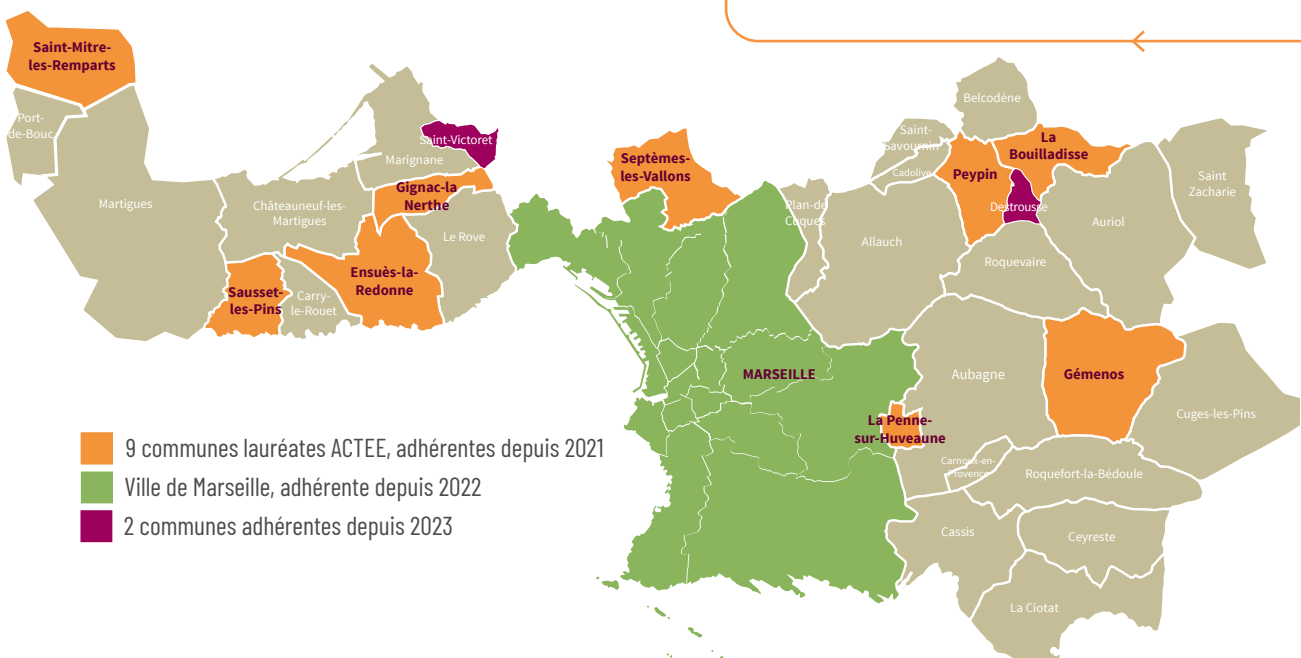 Saint-Mitre-
les-Remparts
Port-
de-Bouc
Martigues
Saint-Victoret
Marignane
Gignac-la
Nerthe
Châteauneuf-les-
Martigues
Le Rove
Ensuès-la-
Redonne
Sausset-
les-Pins
Carry-
le-Rouet
Septèmes-
les-Vallons
Belcodène
Saint-
Savournin
Cadolive
Peypin
La
Bouilladisse
Destrousse
Saint
Zacharie
Plan-de
Cuques
Allauch
Auriol
Roquevaire
MARSEILLE
Aubagne
Gémenos
Cuges-les-Pins
La Penne-
sur-Huveaune
Carnoux-en-
Provence
Roquefort-la-Bédoule
Cassis
Ceyreste
La Ciotat
9 communes lauréates ACTEE, adhérentes depuis 2021
Ville de Marseille, adhérente depuis 2022
2 communes adhérentes depuis 2023